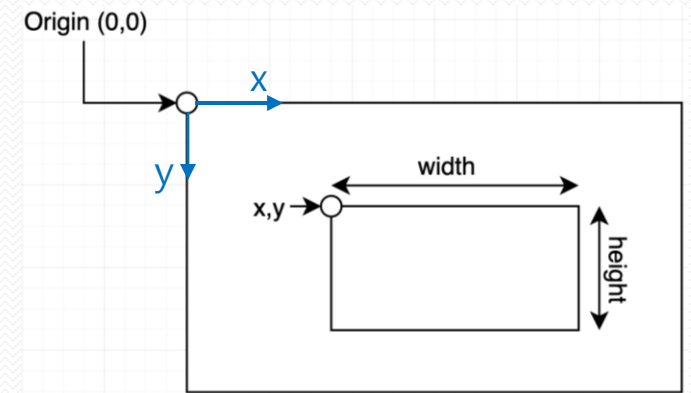 Origin (0,0)
x
y
width
x,y
height